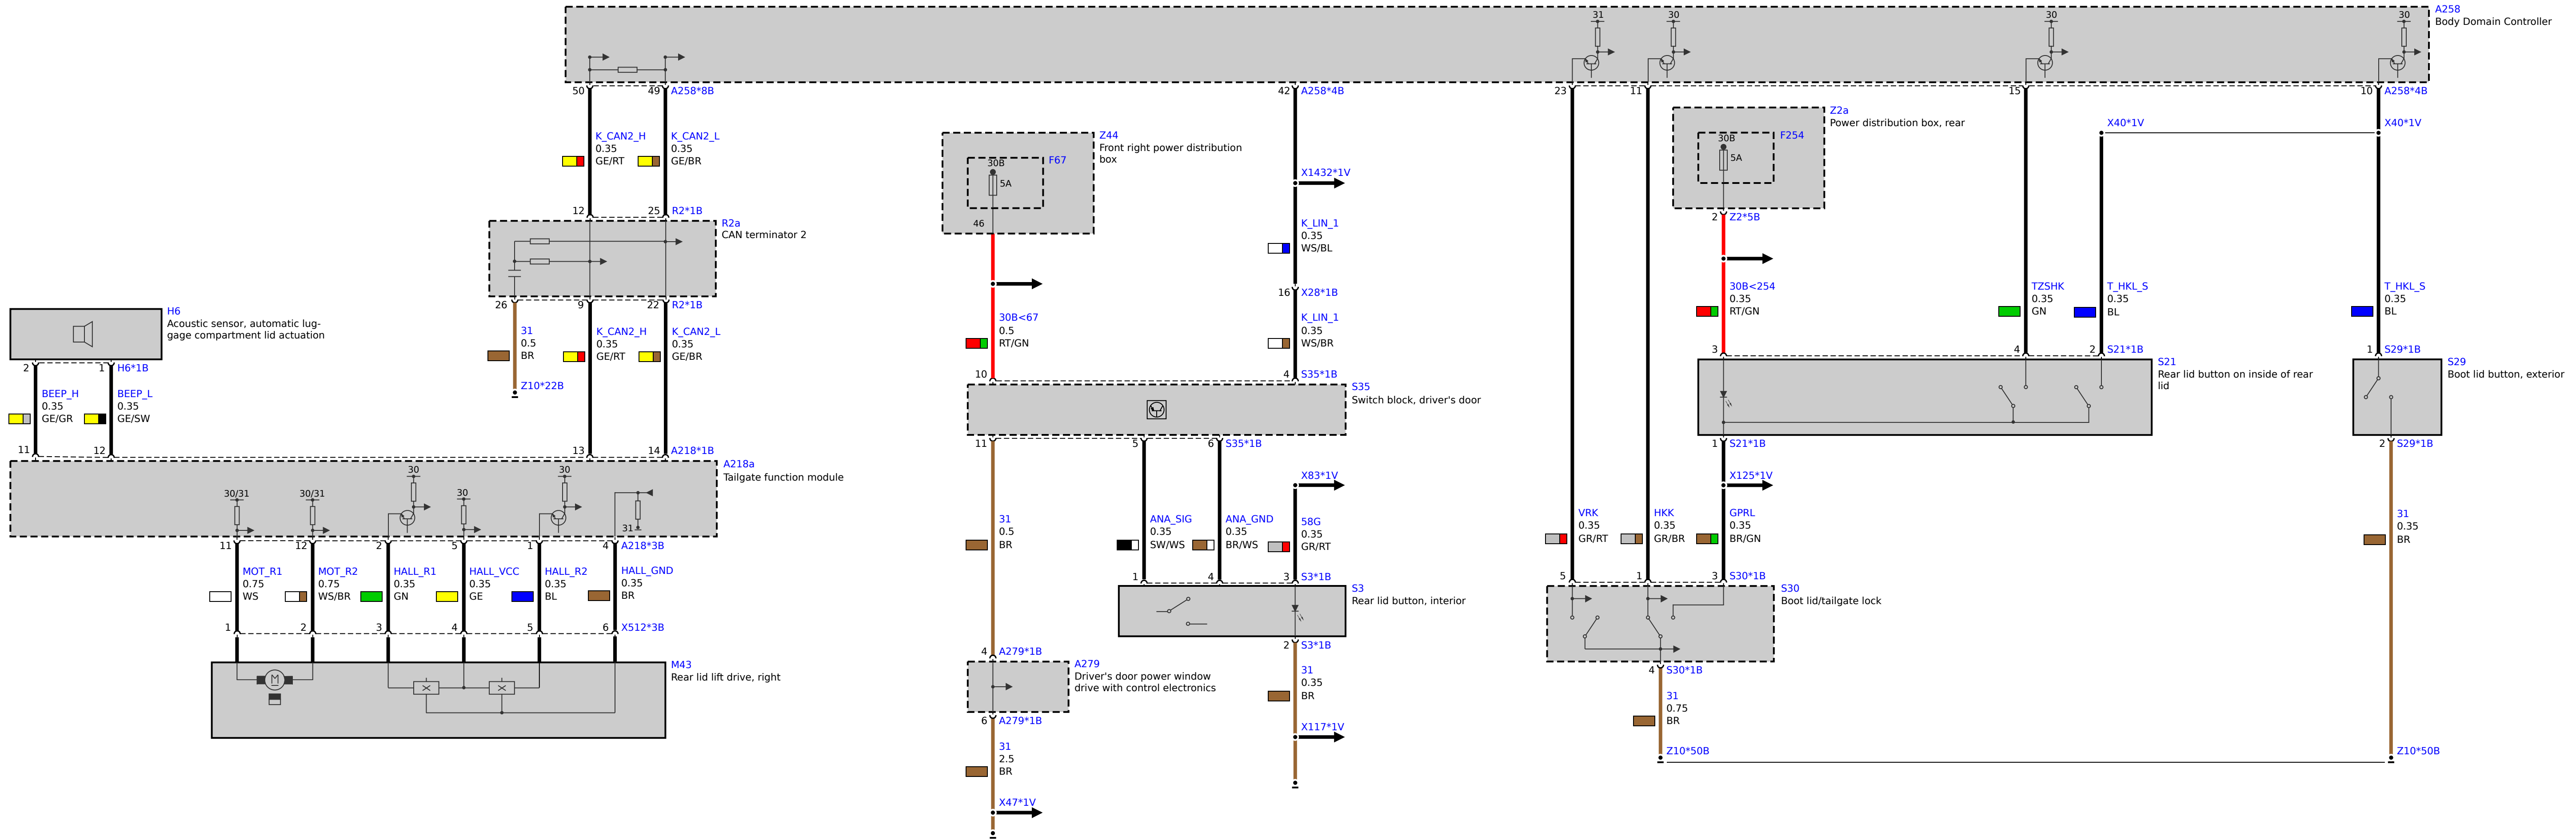 31
30
30
30
A258
Body Domain Controller
50
49
A258*8B
42
A258*4B
23
11
15
10
A258*4B
K_CAN2_H
0.35
GE/RT
K_CAN2_L
0.35
GE/BR
12
25
R2*1B
R2a
CAN terminator 2
26
9
22
R2*1B
31
0.5
BR
Z10*22B
K_CAN2_H
0.35
GE/RT
K_CAN2_L
0.35
GE/BR
13
14
A218*1B
H6
Acoustic sensor, automatic lug-
gage compartment lid actuation
2
1
H6*1B
BEEP_H
0.35
GE/GR
BEEP_L
0.35
GE/SW
11
12
A218a
Tailgate function module
30/31
30/31
30
30
30
31
11
12
2
5
1
4
A218*3B
MOT_R1
0.75
WS
MOT_R2
0.75
WS/BR
HALL_R1
0.35
GN
HALL_VCC
0.35
GE
HALL_R2
0.35
BL
HALL_GND
0.35
BR
1
2
3
4
5
6
X512*3B
M
M43
Rear lid lift drive, right
Z44
Front right power distribution
box
30B
F67
5A
46
30B<67
0.5
RT/GN
10
X1432*1V
K_LIN_1
0.35
WS/BL
16
X28*1B
K_LIN_1
0.35
WS/BR
4
S35*1B
S35
Switch block, driver's door
11
5
6
S35*1B
31
0.5
BR
ANA_SIG
0.35
SW/WS
ANA_GND
0.35
BR/WS
X83*1V
58G
0.35
GR/RT
1
4
3
S3*1B
S3
Rear lid button, interior
2
S3*1B
31
0.35
BR
X117*1V
4
A279*1B
A279
Driver's door power window
drive with control electronics
6
A279*1B
31
2.5
BR
X47*1V
Z2a
Power distribution box, rear
30B
F254
5A
2
Z2*5B
30B<254
0.35
RT/GN
X40*1V
X40*1V
TZSHK
0.35
GN
T_HKL_S
0.35
BL
T_HKL_S
0.35
BL
3
4
2
S21*1B
S21
Rear lid button on inside of rear
lid
1
S21*1B
X125*1V
1
S29*1B
S29
Boot lid button, exterior
2
S29*1B
VRK
0.35
GR/RT
HKK
0.35
GR/BR
GPRL
0.35
BR/GN
31
0.35
BR
5
1
3
S30*1B
S30
Boot lid/tailgate lock
4
S30*1B
31
0.75
BR
Z10*50B
Z10*50B